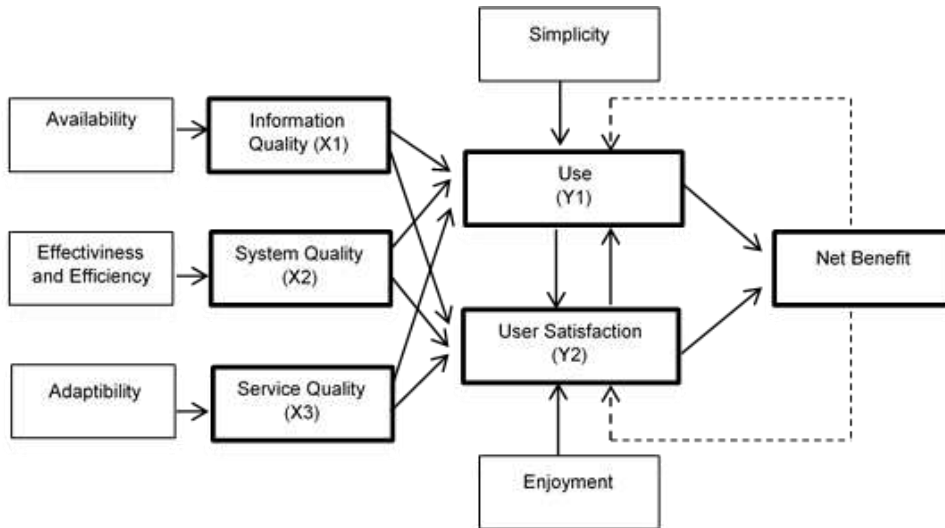 Simplicity
Availability
Information
Quality (X1)
Use
(Y1)
Effectiviness
and Efficiency
System Quality
(X2)
Net Benefit
User Satisfaction
(Y2)
Adaptibility
Service Quality
(X3)
Enjoyment